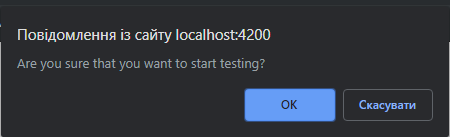 Повідомлення із сайту localhost:4200
Are you sure that you want to start testing?
OK Скасувати